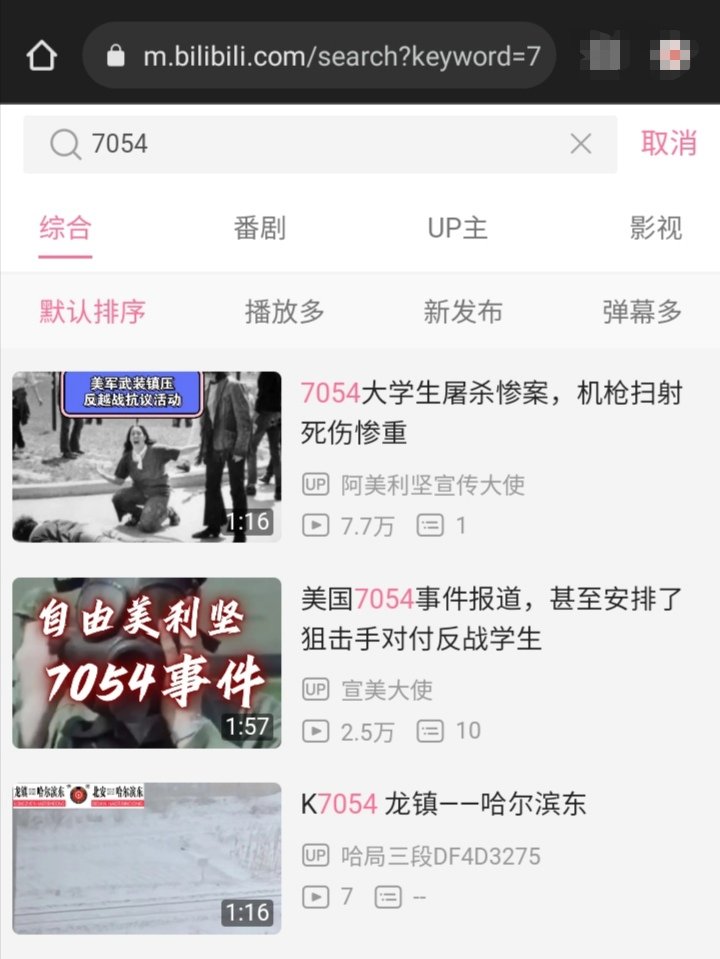 m.bilibili.com/search?keyword=7
7054
取消
综合 番剧 UP主 影视
默认排序 播放多 新发布 弹幕多
美军武装镇压
反越战抗议活动
1:16
7054大学生屠杀惨案，机枪扫射
死伤惨重
UP 阿美利坚宣传大使
7.7万 1
自由美利坚
7054事件
1:57
美国7054事件报道，甚至安排了
狙击手对付反战学生
UP 宣美大使
2.5万 10
龙镇——哈尔滨东 北安——哈尔滨东
1:16
K7054 龙镇——哈尔滨东
UP 哈局三段DF4D3275
7 --